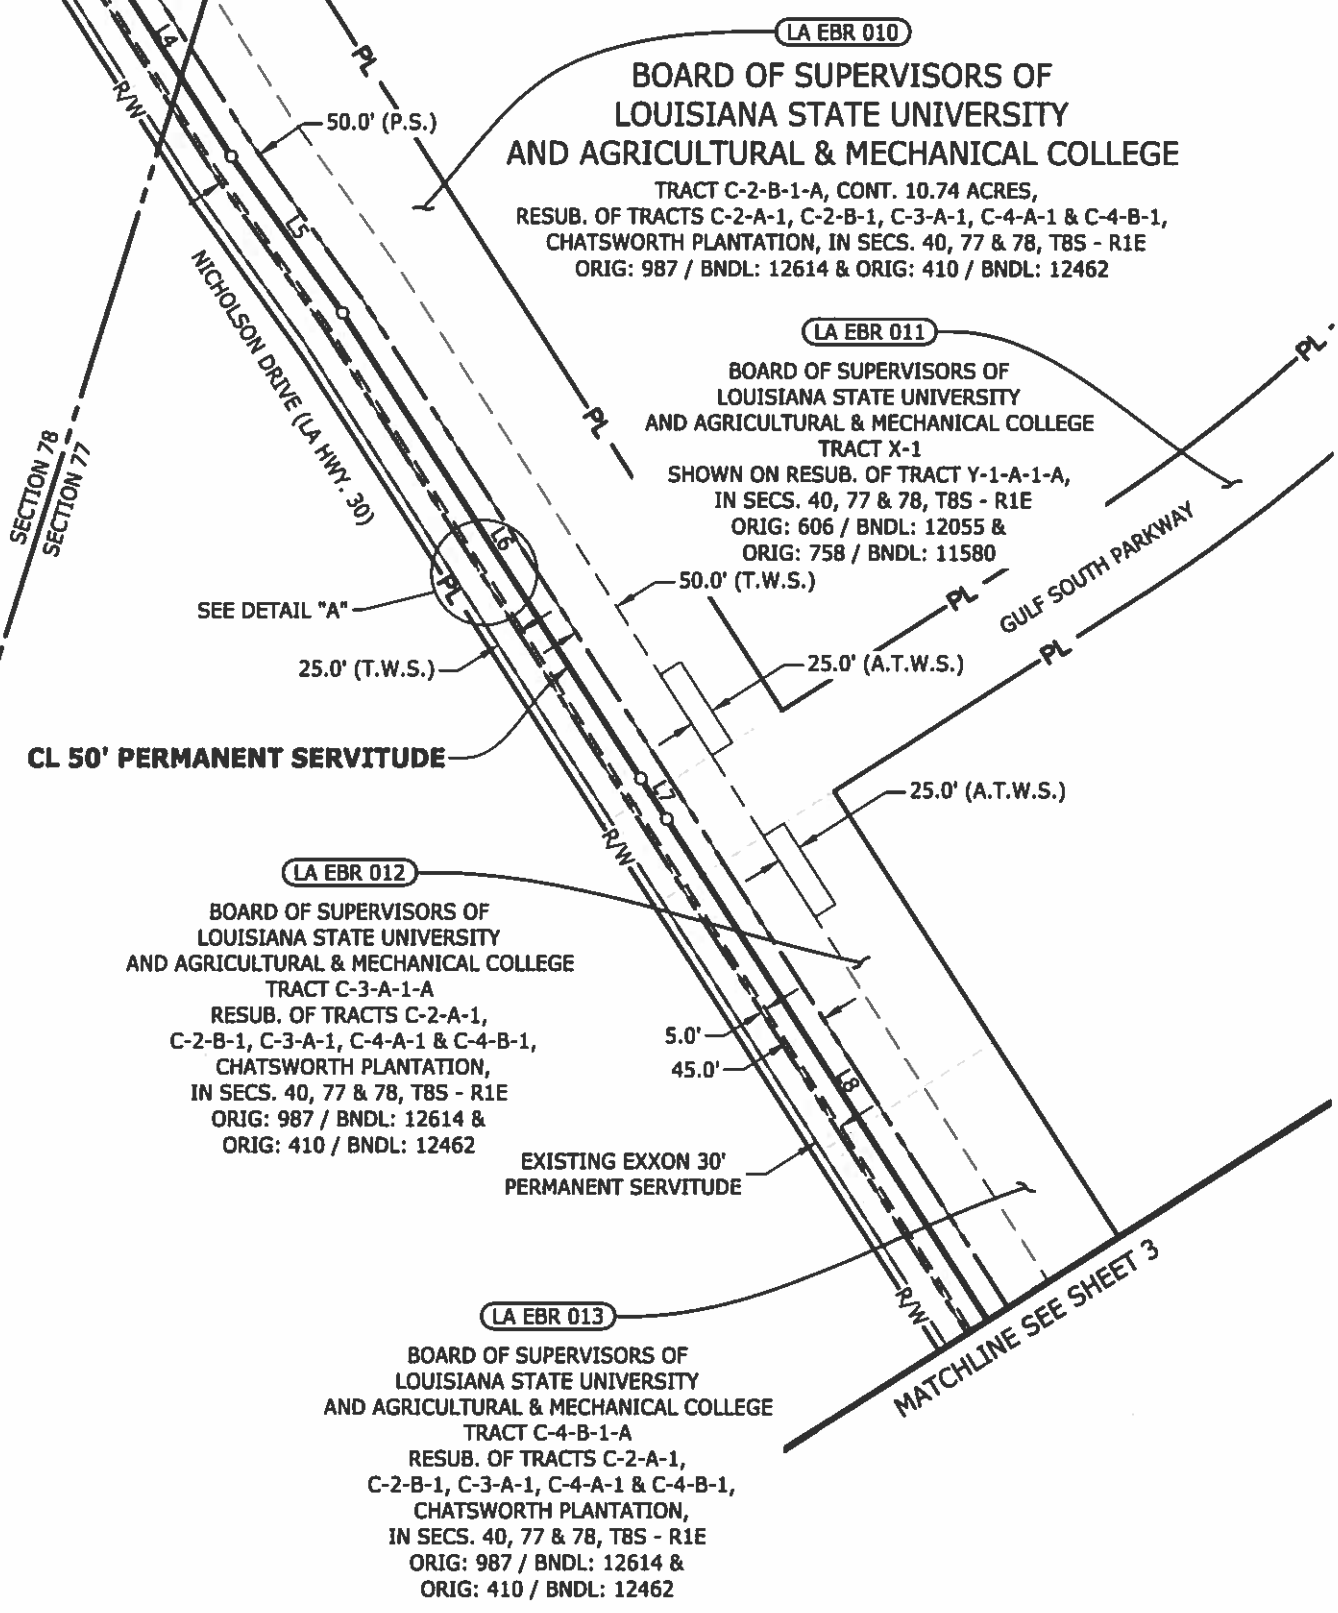 LA EBR 010
BOARD OF SUPERVISORS OF
LOUISIANA STATE UNIVERSITY
AND AGRICULTURAL & MECHANICAL COLLEGE
TRACT C-2-B-1-A, CONT. 10.74 ACRES,
RESUB. OF TRACTS C-2-A-1, C-2-B-1, C-3-A-1, C-4-A-1 & C-4-B-1,
CHATSWORTH PLANTATION, IN SECS. 40, 77 & 78, T8S - R1E
ORIG: 987 / BNDL: 12614 & ORIG: 410 / BNDL: 12462
L4
PL
R/W
50.0' (P.S.)
L5
NICHOLSON DRIVE (LA HWY. 30)
LA EBR 011
BOARD OF SUPERVISORS OF
LOUISIANA STATE UNIVERSITY
AND AGRICULTURAL & MECHANICAL COLLEGE
TRACT X-1
SHOWN ON RESUB. OF TRACT Y-1-A-1-A,
IN SECS. 40, 77 & 78, T8S - R1E
ORIG: 606 / BNDL: 12055 &
ORIG: 758 / BNDL: 11580
PL
PL
SECTION 78
SECTION 77
L6
PL
50.0' (T.W.S.)
PL
GULF SOUTH PARKWAY
PL
SEE DETAIL "A"
25.0' (T.W.S.)
25.0' (A.T.W.S.)
CL 50' PERMANENT SERVITUDE
L7
25.0' (A.T.W.S.)
R/W
LA EBR 012
BOARD OF SUPERVISORS OF
LOUISIANA STATE UNIVERSITY
AND AGRICULTURAL & MECHANICAL COLLEGE
TRACT C-3-A-1-A
RESUB. OF TRACTS C-2-A-1,
C-2-B-1, C-3-A-1, C-4-A-1 & C-4-B-1,
CHATSWORTH PLANTATION,
IN SECS. 40, 77 & 78, T8S - R1E
ORIG: 987 / BNDL: 12614 &
ORIG: 410 / BNDL: 12462
5.0'
45.0'
L8
EXISTING EXXON 30'
PERMANENT SERVITUDE
R/W
MATCHLINE SEE SHEET 3
LA EBR 013
BOARD OF SUPERVISORS OF
LOUISIANA STATE UNIVERSITY
AND AGRICULTURAL & MECHANICAL COLLEGE
TRACT C-4-B-1-A
RESUB. OF TRACTS C-2-A-1,
C-2-B-1, C-3-A-1, C-4-A-1 & C-4-B-1,
CHATSWORTH PLANTATION,
IN SECS. 40, 77 & 78, T8S - R1E
ORIG: 987 / BNDL: 12614 &
ORIG: 410 / BNDL: 12462